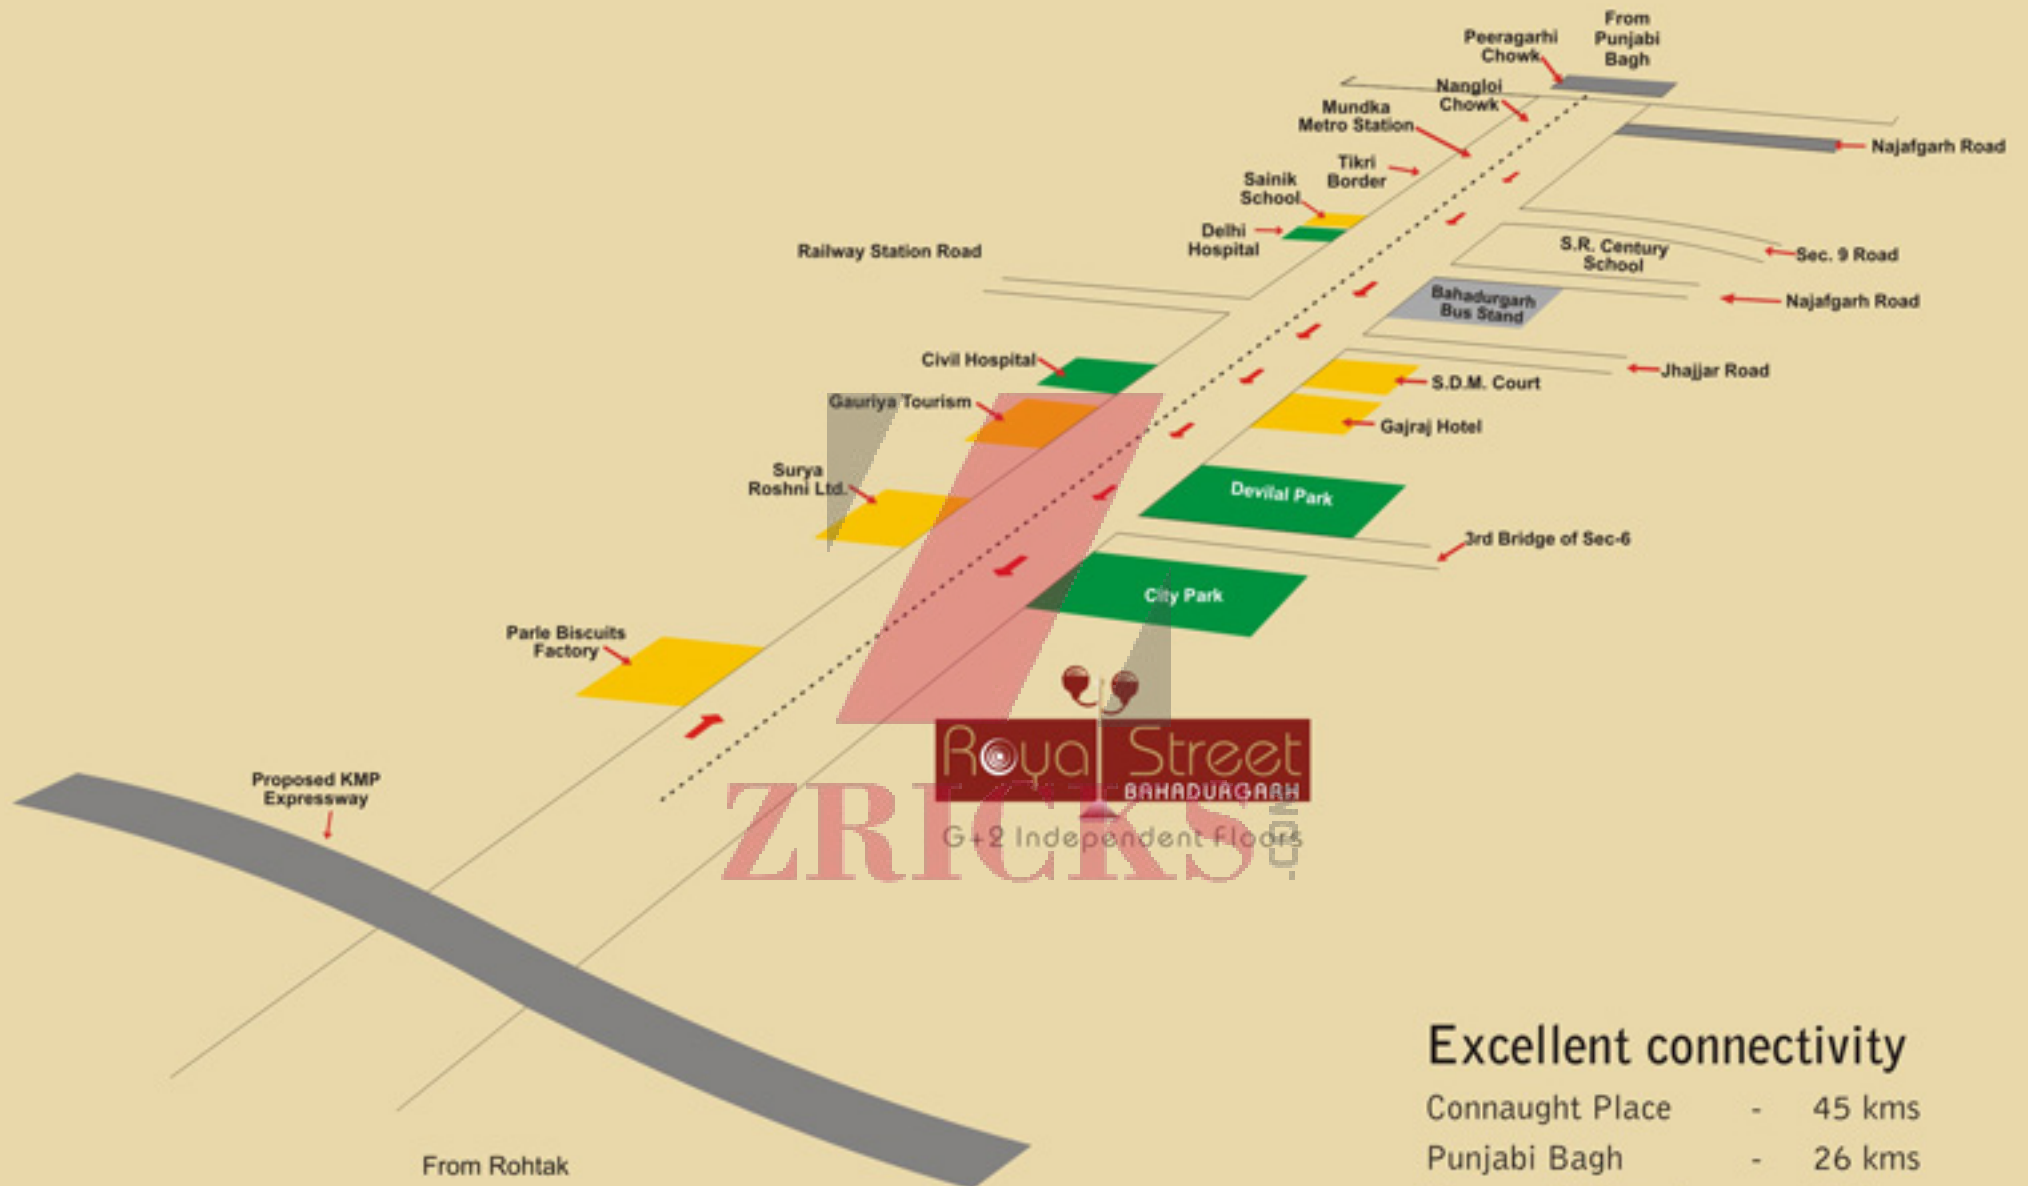 From
Punjabi
Bagh
Peeragarhi
Chowk
Nangloi
Chowk
Mundka
Metro Station
Najafgarh Road
Tikri
Border
Sainik
School
Delhi
Hospital
Railway Station Road
S.R. Century
School
Sec. 9 Road
Bahadurgarh
Bus Stand
Najafgarh Road
Civil Hospital
Jhajjar Road
S.D.M. Court
Gauriya Tourism
Gajraj Hotel
Surya
Roshni Ltd.
Devilal Park
3rd Bridge of Sec-6
City Park
Parle Biscuits
Factory
Royal Street
BAHADURGARH
G+2 Independent Floors
ZRICKS
Proposed KMP
Expressway
From Rohtak
Excellent connectivity
Connaught Place - 45 kms
Punjabi Bagh - 26 kms